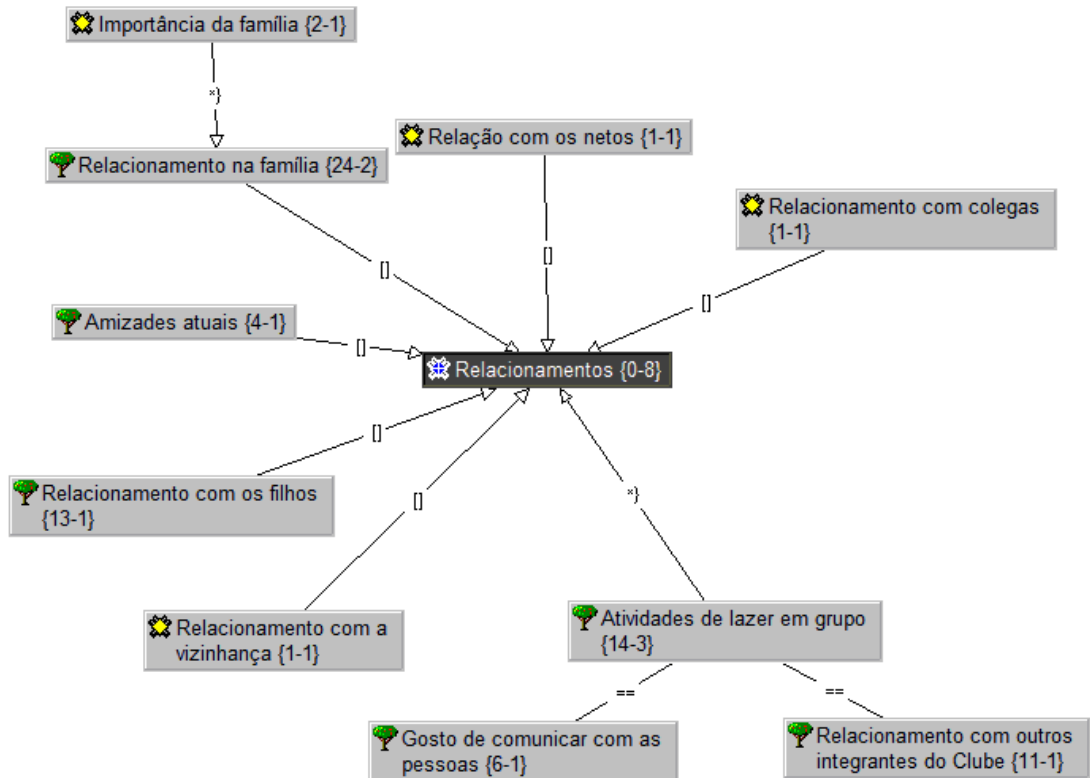 Importância da família {2-1}
*}
Relacionamento na família {24-2}
Relação com os netos {1-1}
Relacionamento com colegas
{1-1}
[]
[]
[]
Amizades atuais {4-1}
[]
Relacionamentos {0-8}
[]
Relacionamento com os filhos
{13-1}
[]
*}
Relacionamento com a
vizinhança {1-1}
Atividades de lazer em grupo
{14-3}
==
==
Gosto de comunicar com as
pessoas {6-1}
Relacionamento com outros
integrantes do Clube {11-1}